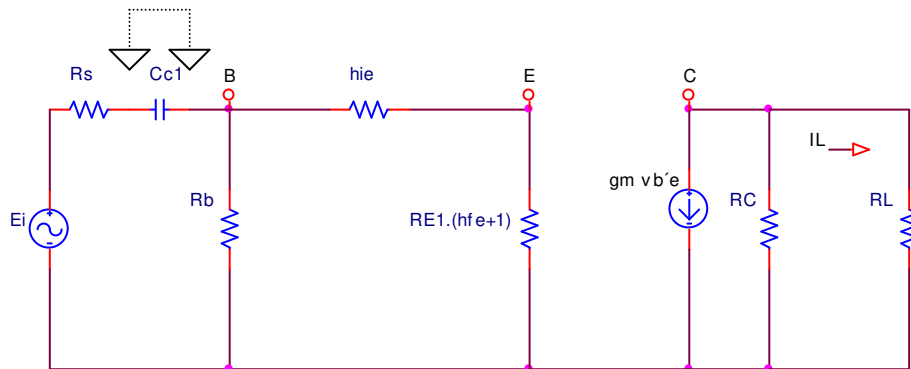 Rs
Cc1
B
hie
E
C
IL
gm vb´e
Ei
Rb
RE1.(hfe+1)
RC
RL